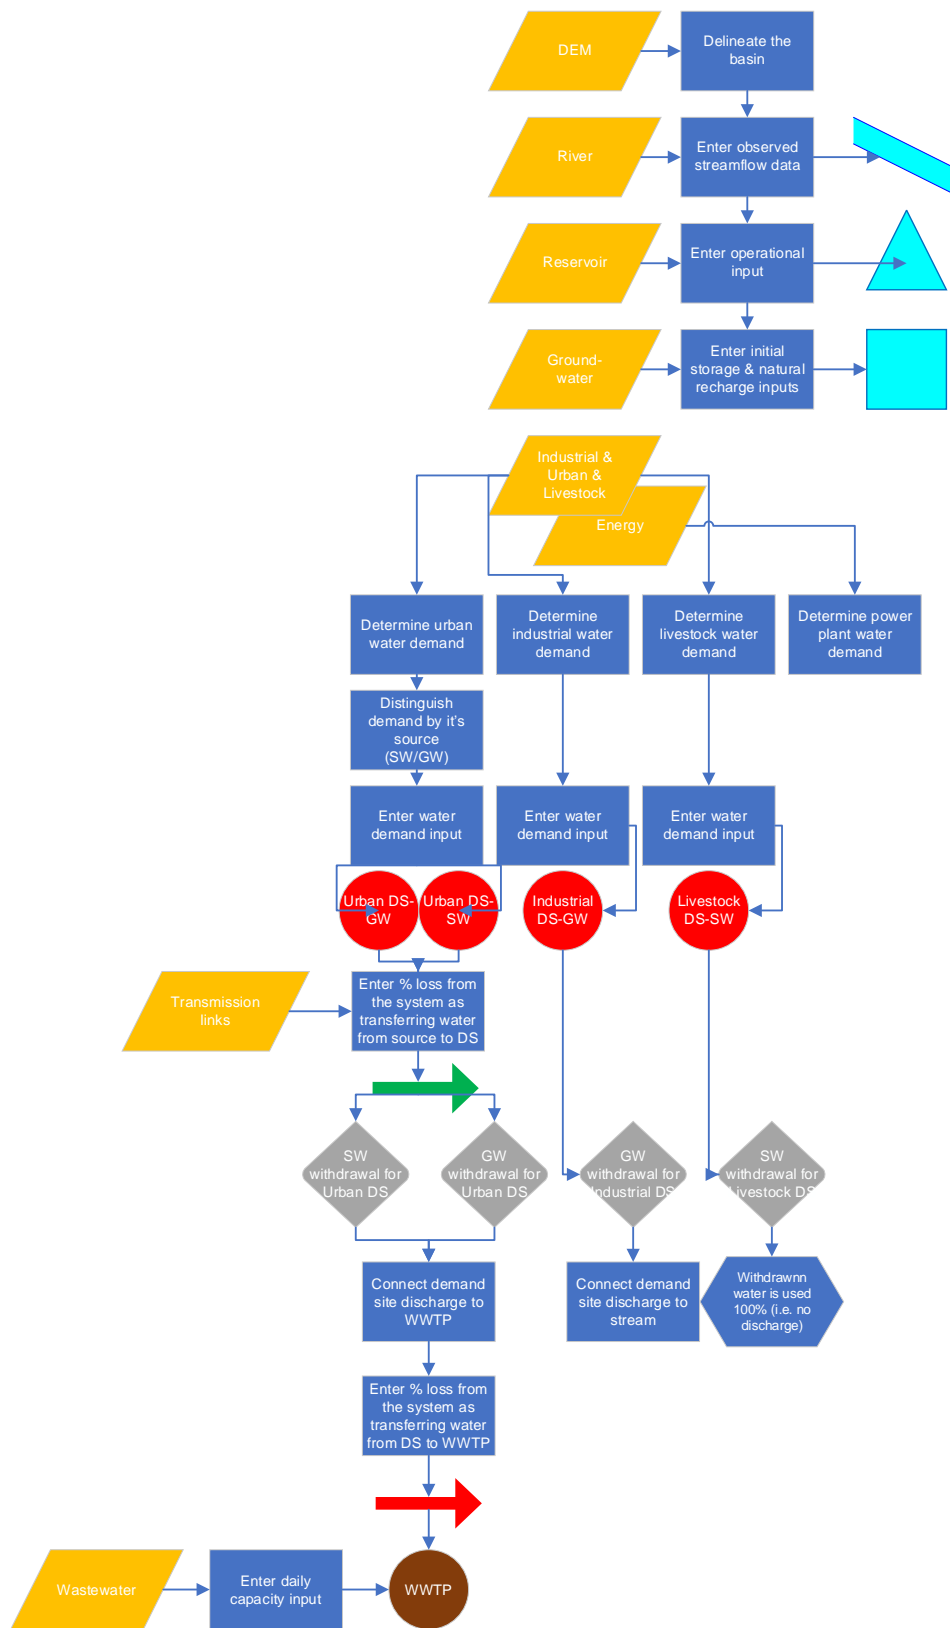 DEM
Delineate the
basin
River
Enter observed
streamflow data
Reservoir
Enter operational
input
Ground-
water
Enter initial
storage & natural
recharge inputs
Industrial &
Urban &
Livestock
Energy
Determine urban
water demand
Determine
industrial water
demand
Determine
livestock water
demand
Determine power
plant water
demand
Distinguish
demand by it's
source
(SW/GW)
Enter water
demand input
Enter water
demand input
Enter water
demand input
Urban DS-
GW
Urban DS-
SW
Industrial
DS-GW
Livestock
DS-SW
Transmission
links
Enter % loss from
the system as
transferring water
from source to DS
SW
withdrawal for
Urban DS
GW
withdrawal for
Urban DS
GW
withdrawal for
Industrial DS
SW
withdrawal for
Livestock DS
Connect demand
site discharge to
WWTP
Connect demand
site discharge to
stream
Withdrawnn
water is used
100% (i.e. no
discharge)
Enter % loss from
the system as
transferring water
from DS to WWTP
Wastewater
Enter daily
capacity input
WWTP